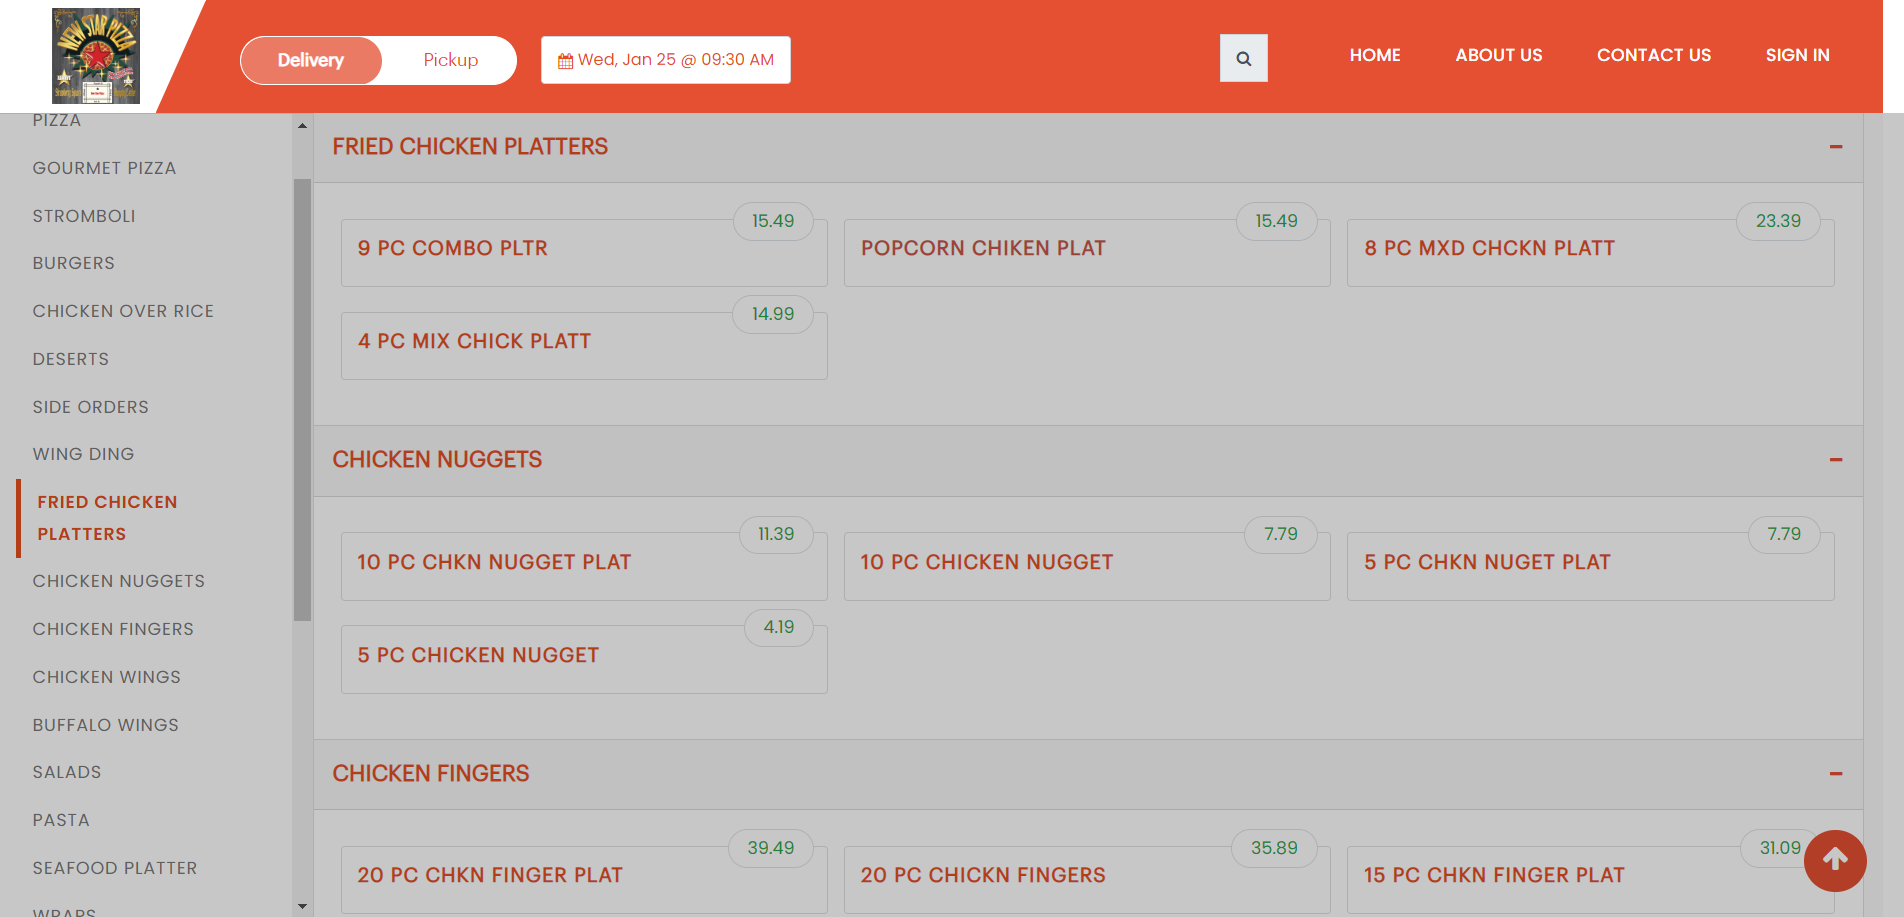 NEW STAR PIZZA
Delivery
Pickup
Wed, Jan 25 @ 09:30 AM
HOME
ABOUT US
CONTACT US
SIGN IN
PIZZA
GOURMET PIZZA
STROMBOLI
BURGERS
CHICKEN OVER RICE
DESERTS
SIDE ORDERS
WING DING
FRIED CHICKEN
PLATTERS
CHICKEN NUGGETS
CHICKEN FINGERS
CHICKEN WINGS
BUFFALO WINGS
SALADS
PASTA
SEAFOOD PLATTER
WRAPS
FRIED CHICKEN PLATTERS
15.49
9 PC COMBO PLTR
15.49
POPCORN CHIKEN PLAT
23.39
8 PC MXD CHCKN PLATT
14.99
4 PC MIX CHICK PLATT
CHICKEN NUGGETS
11.39
10 PC CHKN NUGGET PLAT
7.79
10 PC CHICKEN NUGGET
7.79
5 PC CHKN NUGET PLAT
4.19
5 PC CHICKEN NUGGET
CHICKEN FINGERS
39.49
20 PC CHKN FINGER PLAT
35.89
20 PC CHICKN FINGERS
31.09
15 PC CHKN FINGER PLAT